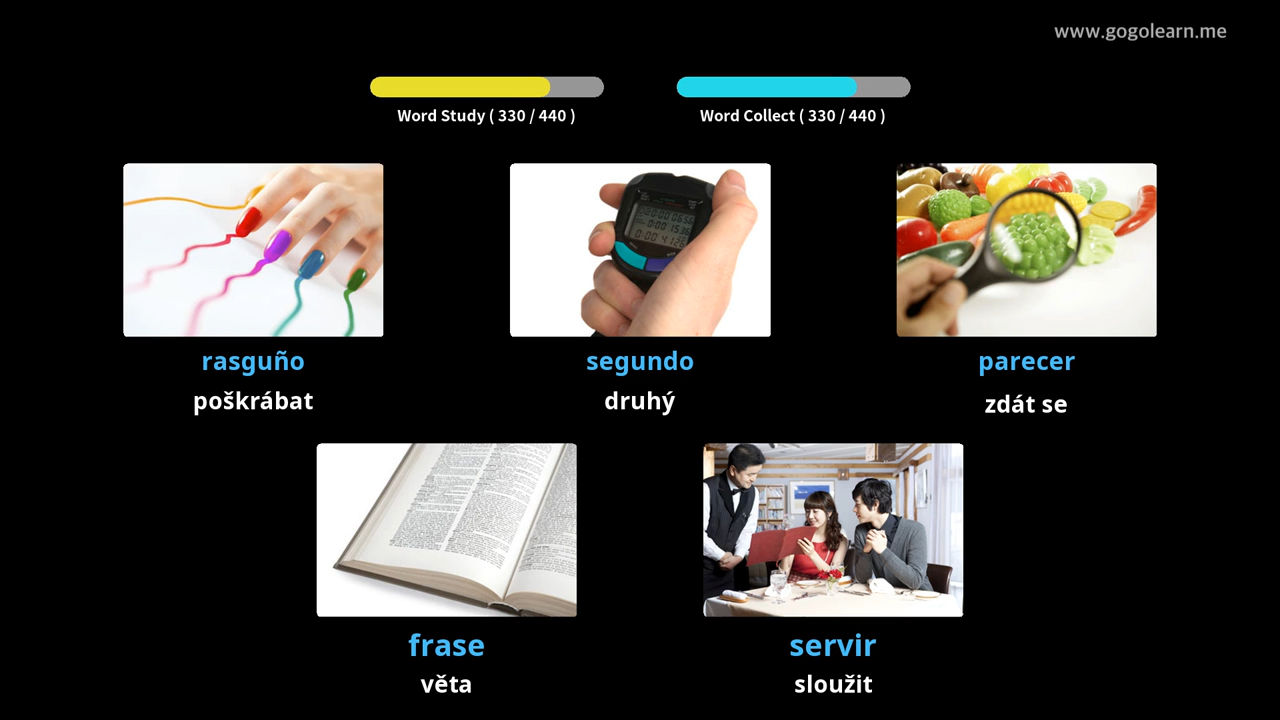 www.gogolearn.me
Word Study ( 330 / 440 )
Word Collect ( 330 / 440 )
rasguño
poškrábat
segundo
druhý
parecer
zdát se
frase
věta
servir
sloužit